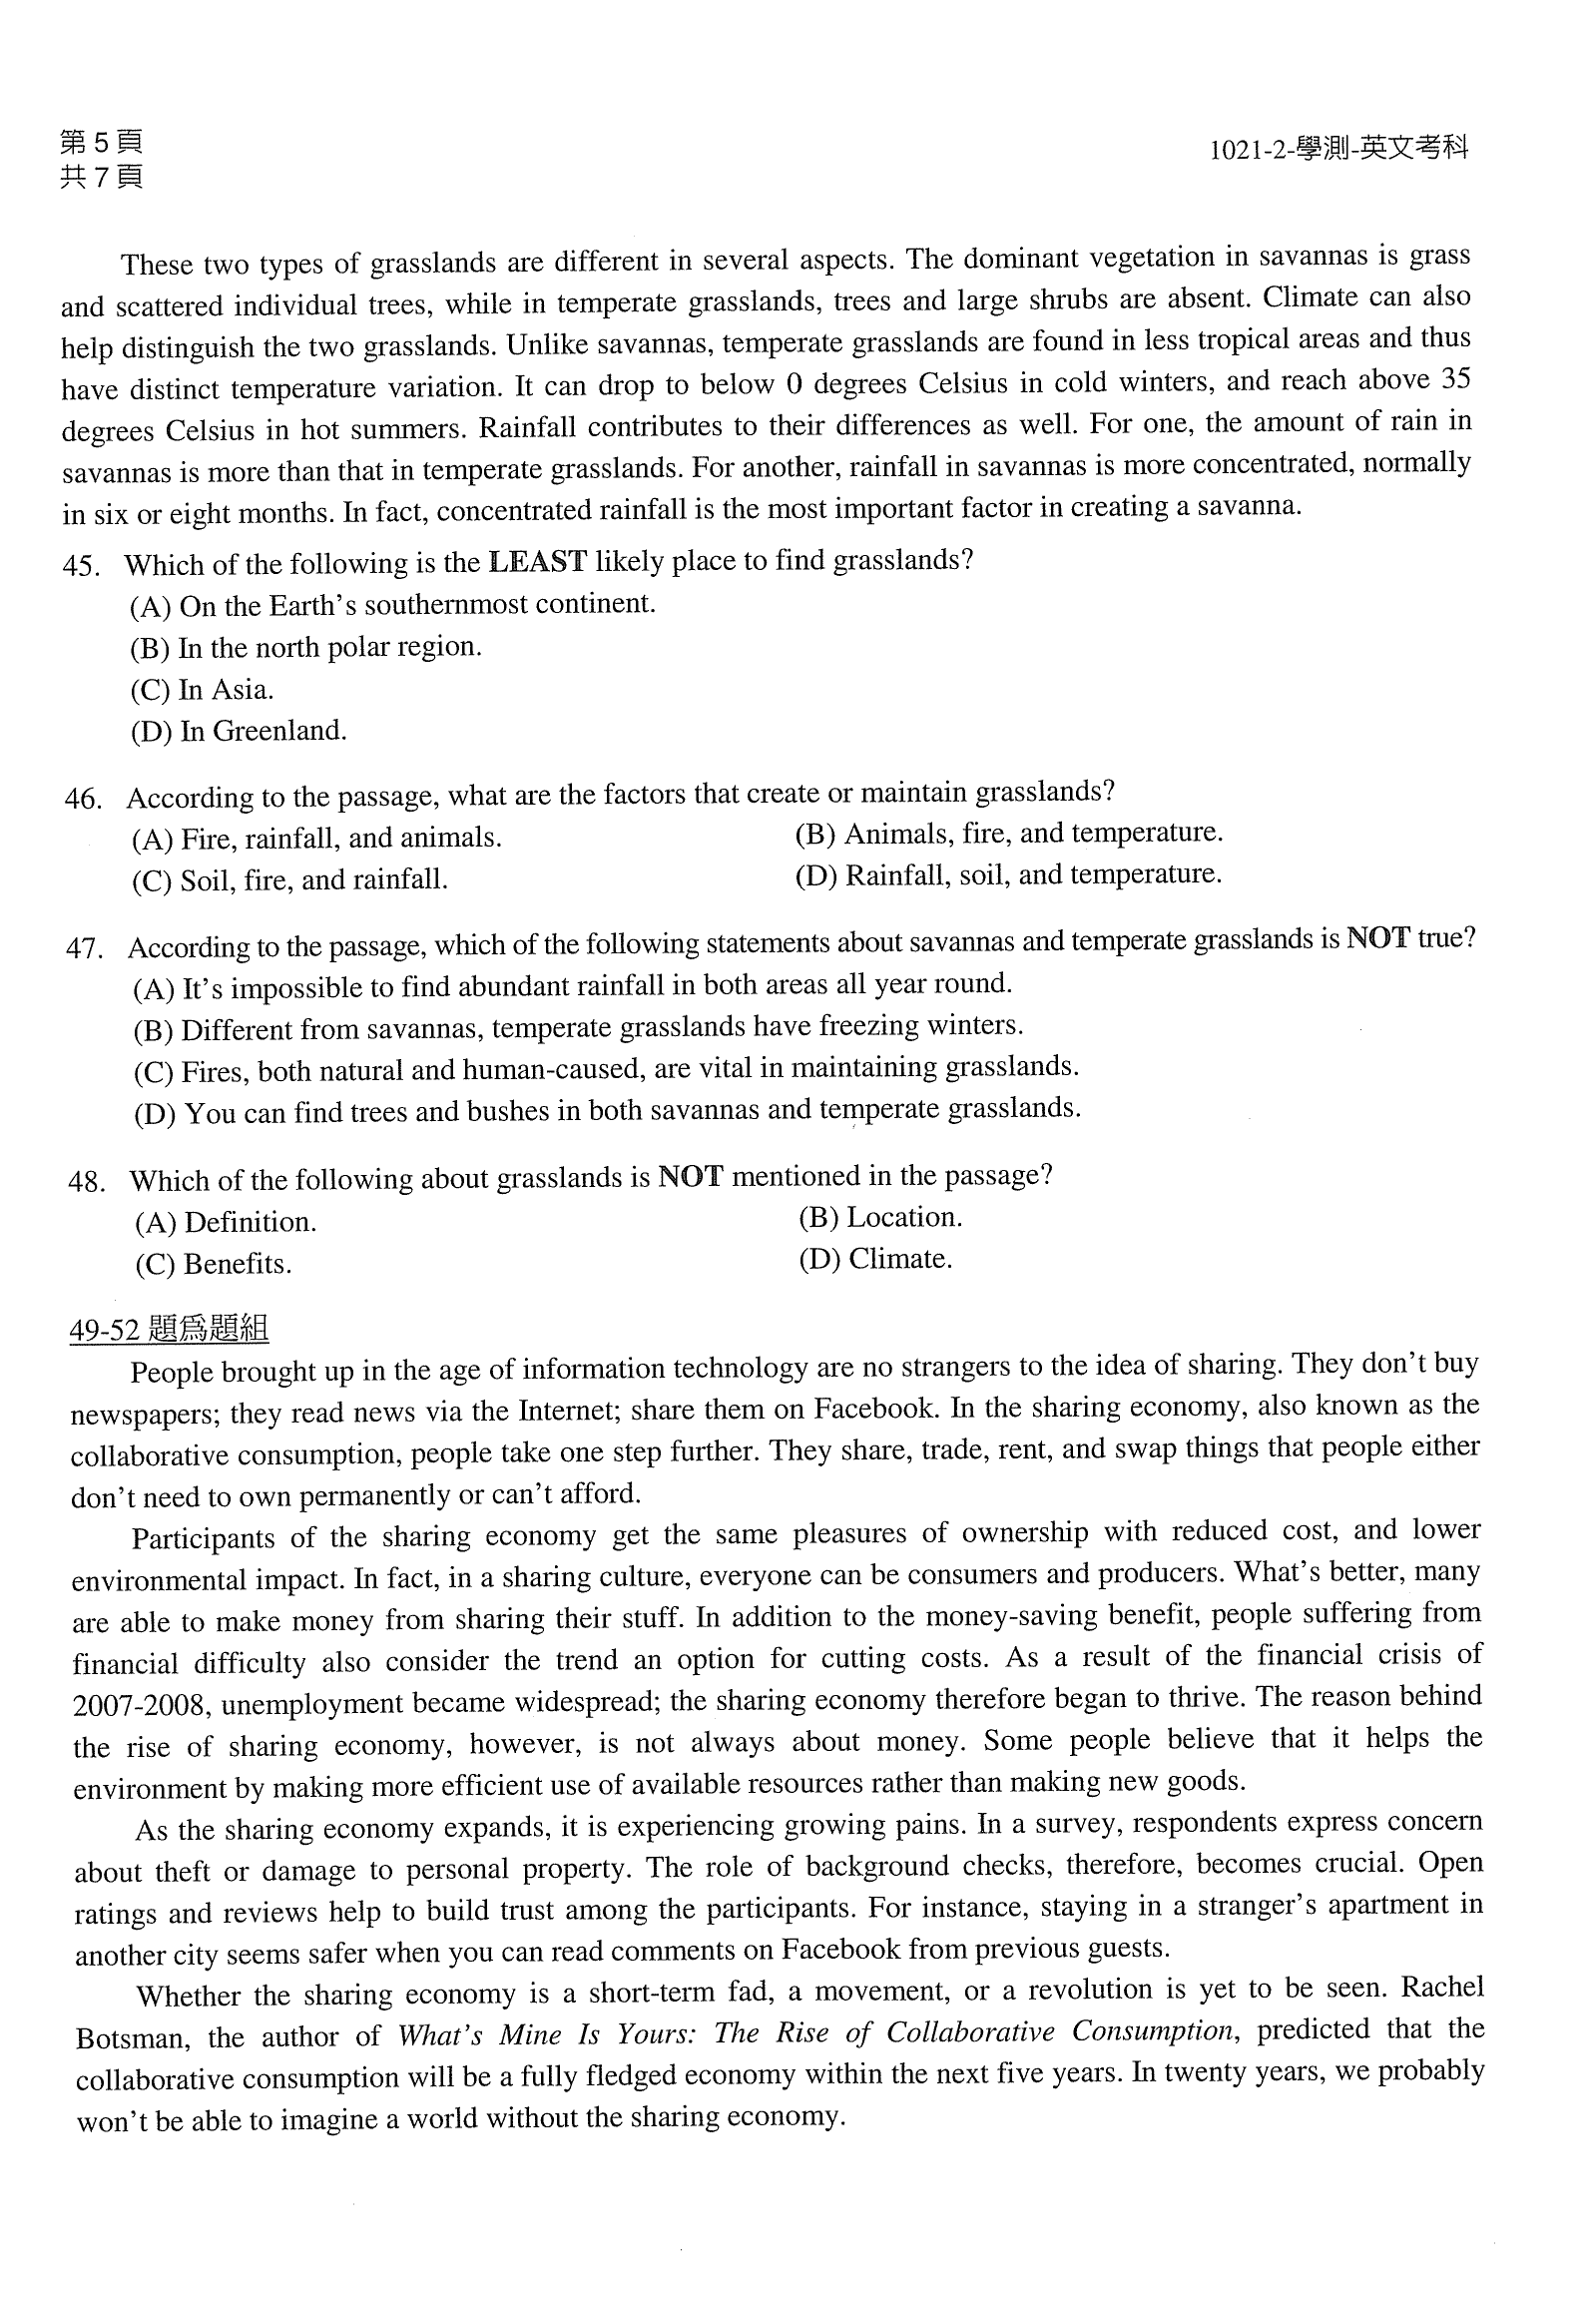 第 5 頁
共 7 頁
1021-2-學測-英文考科
These two types of grasslands are different in several aspects. The dominant vegetation in savannas is grass
and scattered individual trees, while in temperate grasslands, trees and large shrubs are absent. Climate can also
help distinguish the two grasslands. Unlike savannas, temperate grasslands are found in less tropical areas and thus
have distinct temperature variation. It can drop to below 0 degrees Celsius in cold winters, and reach above 35
degrees Celsius in hot summers. Rainfall contributes to their differences as well. For one, the amount of rain in
savannas is more than that in temperate grasslands. For another, rainfall in savannas is more concentrated, normally
in six or eight months. In fact, concentrated rainfall is the most important factor in creating a savanna.
45. Which of the following is the LEAST likely place to find grasslands?
(A) On the Earth's southernmost continent.
(B) In the north polar region.
(C) In Asia.
(D) In Greenland.
46. According to the passage, what are the factors that create or maintain grasslands?
(A) Fire, rainfall, and animals. (B) Animals, fire, and temperature.
(C) Soil, fire, and rainfall. (D) Rainfall, soil, and temperature.
47. According to the passage, which of the following statements about savannas and temperate grasslands is NOT true?
(A) It's impossible to find abundant rainfall in both areas all year round.
(B) Different from savannas, temperate grasslands have freezing winters.
(C) Fires, both natural and human-caused, are vital in maintaining grasslands.
(D) You can find trees and bushes in both savannas and temperate grasslands.
48. Which of the following about grasslands is NOT mentioned in the passage?
(A) Definition. (B) Location.
(C) Benefits. (D) Climate.
49-52 題爲題組
People brought up in the age of information technology are no strangers to the idea of sharing. They don't buy
newspapers; they read news via the Internet; share them on Facebook. In the sharing economy, also known as the
collaborative consumption, people take one step further. They share, trade, rent, and swap things that people either
don't need to own permanently or can't afford.
Participants of the sharing economy get the same pleasures of ownership with reduced cost, and lower
environmental impact. In fact, in a sharing culture, everyone can be consumers and producers. What's better, many
are able to make money from sharing their stuff. In addition to the money-saving benefit, people suffering from
financial difficulty also consider the trend an option for cutting costs. As a result of the financial crisis of
2007-2008, unemployment became widespread; the sharing economy therefore began to thrive. The reason behind
the rise of sharing economy, however, is not always about money. Some people believe that it helps the
environment by making more efficient use of available resources rather than making new goods.
As the sharing economy expands, it is experiencing growing pains. In a survey, respondents express concern
about theft or damage to personal property. The role of background checks, therefore, becomes crucial. Open
ratings and reviews help to build trust among the participants. For instance, staying in a stranger's apartment in
another city seems safer when you can read comments on Facebook from previous guests.
Whether the sharing economy is a short-term fad, a movement, or a revolution is yet to be seen. Rachel
Botsman, the author of What's Mine Is Yours: The Rise of Collaborative Consumption, predicted that the
collaborative consumption will be a fully fledged economy within the next five years. In twenty years, we probably
won't be able to imagine a world without the sharing economy.